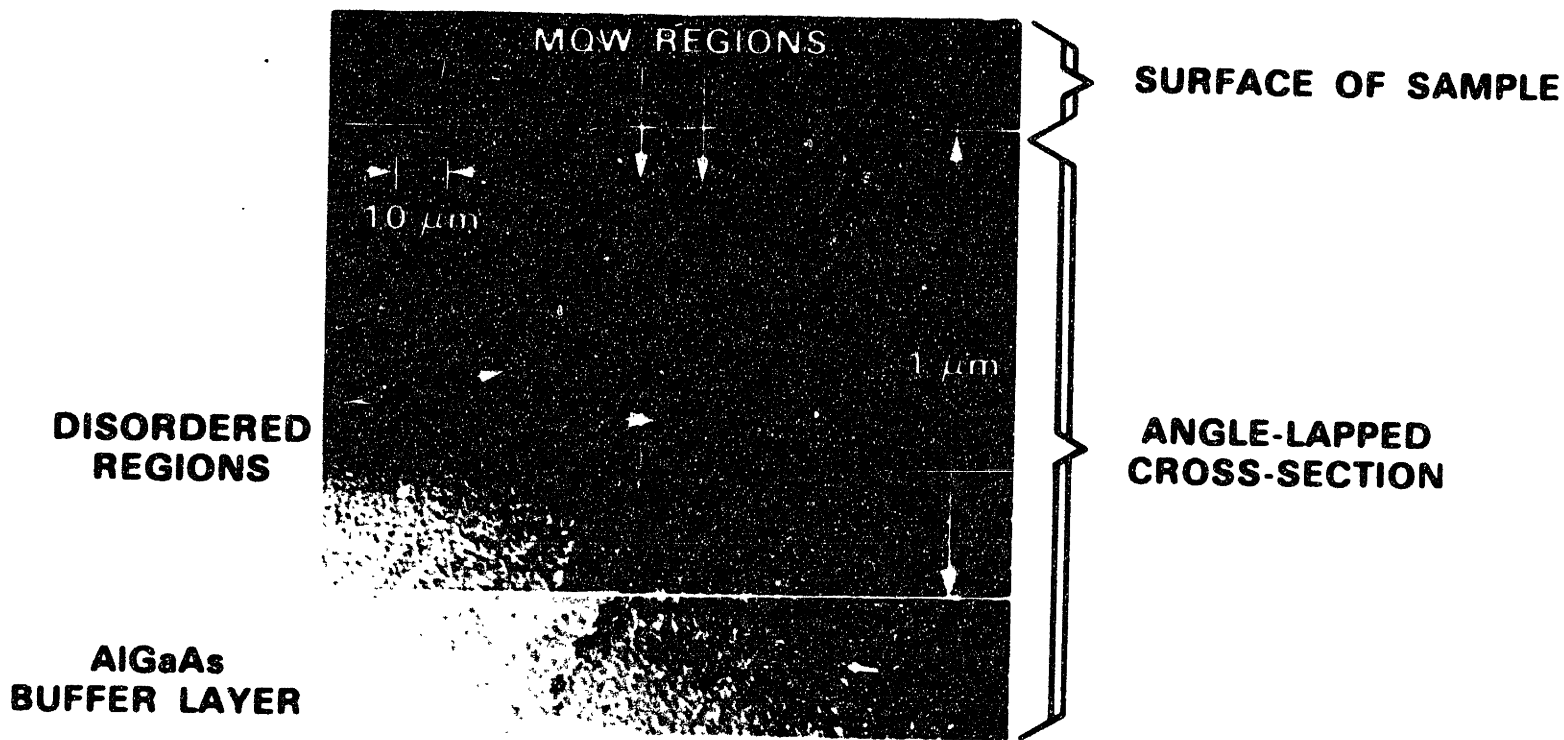 MQW REGIONS
SURFACE OF SAMPLE
10 μm
1 μm
DISORDERED
REGIONS
ANGLE-LAPPED
CROSS-SECTION
AlGaAs
BUFFER LAYER